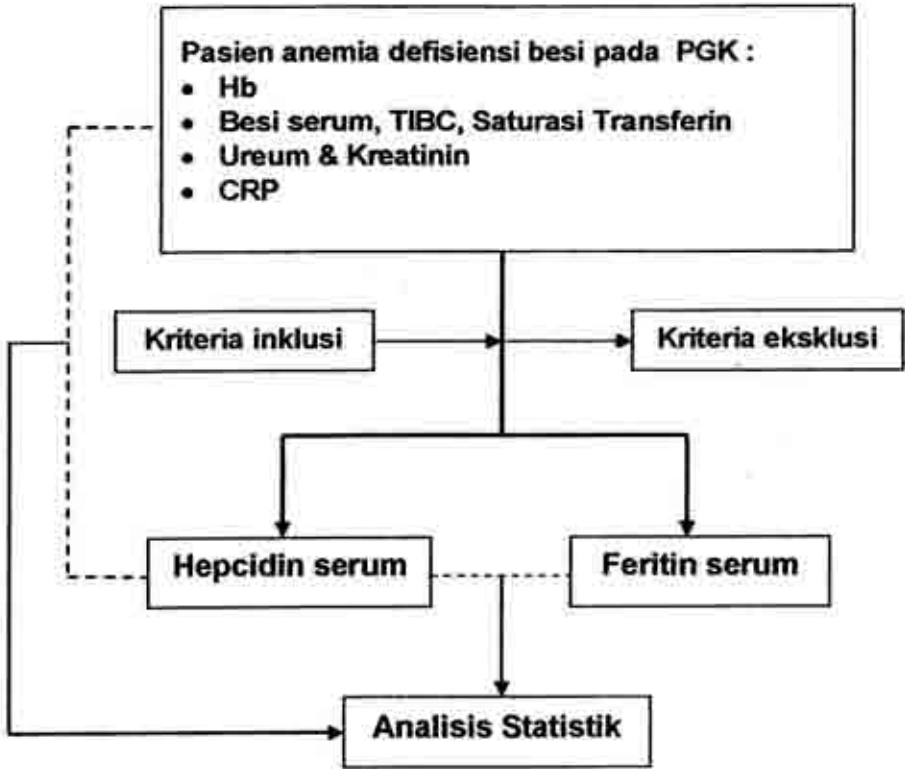 Pasien anemia defisiensi besi pada PGK :
• Hb
• Besi serum, TIBC, Saturasi Transferin
• Ureum & Kreatinin
• CRP
Kriteria inklusi
Kriteria eksklusi
Hepcidin serum
Feritin serum
Analisis Statistik